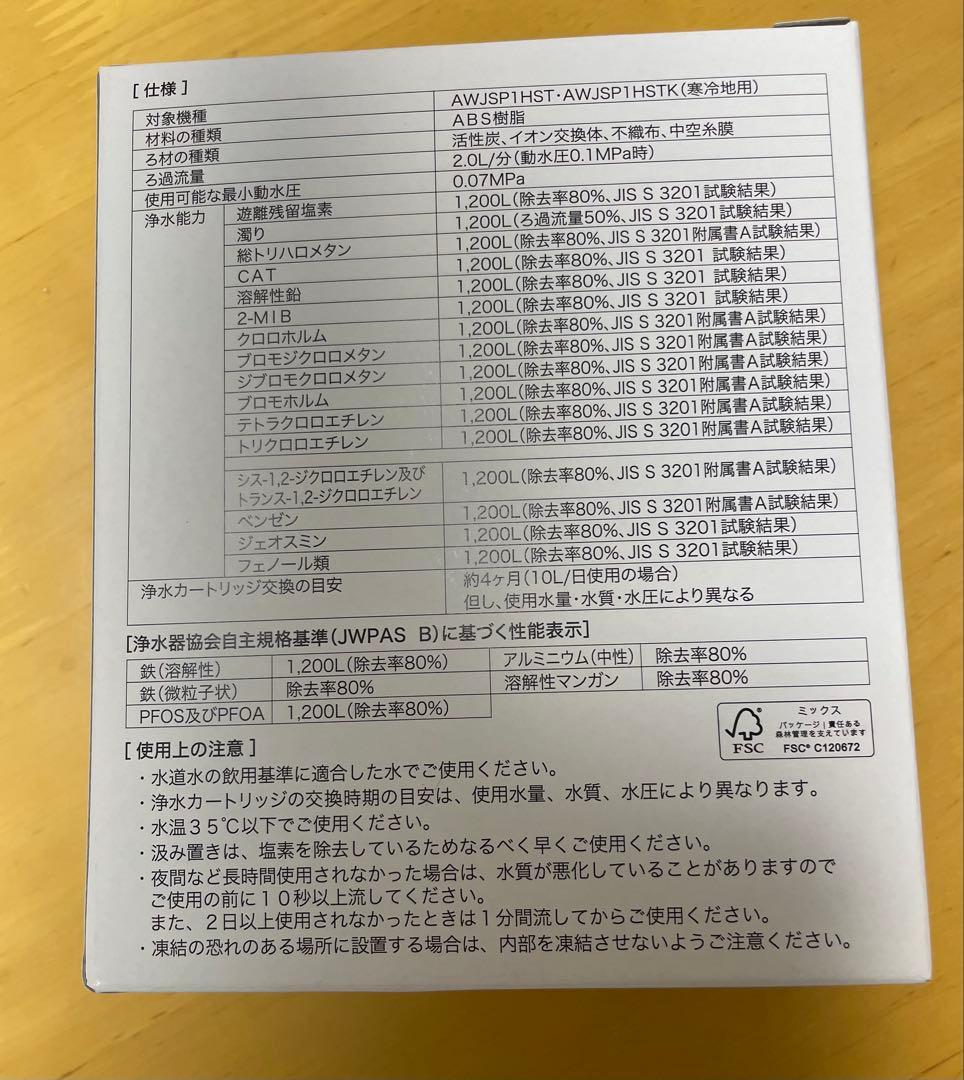 [ 仕様 ]
対象機種 AWJSP1HST・AWJSP1HSTK(寒冷地用)
材料の種類 ABS樹脂
ろ材の種類 活性炭、イオン交換体、不織布、中空糸膜
ろ過流量 2.0L/分(動水圧0.1MPa時)
使用可能な最小動水圧 0.07MPa
浄水能力 遊離残留塩素 1,200L(除去率80%、JIS S 3201試験結果)
濁り 1,200L(ろ過流量50%、JIS S 3201試験結果)
総トリハロメタン 1,200L(除去率80%、JIS S 3201附属書A試験結果)
CAT 1,200L(除去率80%、JIS S 3201 試験結果)
溶解性鉛 1,200L(除去率80%、JIS S 3201 試験結果)
2-MIB 1,200L(除去率80%、JIS S 3201 試験結果)
クロロホルム 1,200L(除去率80%、JIS S 3201附属書A試験結果)
ブロモジクロロメタン 1,200L(除去率80%、JIS S 3201附属書A試験結果)
ジブロモクロロメタン 1,200L(除去率80%、JIS S 3201附属書A試験結果)
ブロモホルム 1,200L(除去率80%、JIS S 3201附属書A試験結果)
テトラクロロエチレン 1,200L(除去率80%、JIS S 3201附属書A試験結果)
トリクロロエチレン 1,200L(除去率80%、JIS S 3201附属書A試験結果)
シス-1,2-ジクロロエチレン及び
トランス-1,2-ジクロロエチレン 1,200L(除去率80%、JIS S 3201附属書A試験結果)
ベンゼン 1,200L(除去率80%、JIS S 3201附属書A試験結果)
ジェオスミン 1,200L(除去率80%、JIS S 3201試験結果)
フェノール類 1,200L(除去率80%、JIS S 3201試験結果)
浄水カートリッジ交換の目安 約4ヶ月(10L/日使用の場合)
但し、使用水量・水質・水圧により異なる
[浄水器協会自主規格基準(JWPAS B)に基づく性能表示]
鉄(溶解性) 1,200L(除去率80%) アルミニウム(中性) 除去率80%
鉄(微粒子状) 除去率80% 溶解性マンガン 除去率80%
PFOS及びPFOA 1,200L(除去率80%)
[ 使用上の注意 ]
・水道水の飲用基準に適合した水でご使用ください。
・浄水カートリッジの交換時期の目安は、使用水量、水質、水圧により異なります。
・水温35℃以下でご使用ください。
・汲み置きは、塩素を除去しているためなるべく早くご使用ください。
・夜間など長時間使用されなかった場合は、水質が悪化していることがありますので
ご使用の前に10秒以上流してください。
また、2日以上使用されなかったときは1分間流してからご使用ください。
・凍結の恐れのある場所に設置する場合は、内部を凍結させないようご注意ください。
FSC
ミックス
パッケージ|責任ある
森林管理を支えています
FSC® C120672